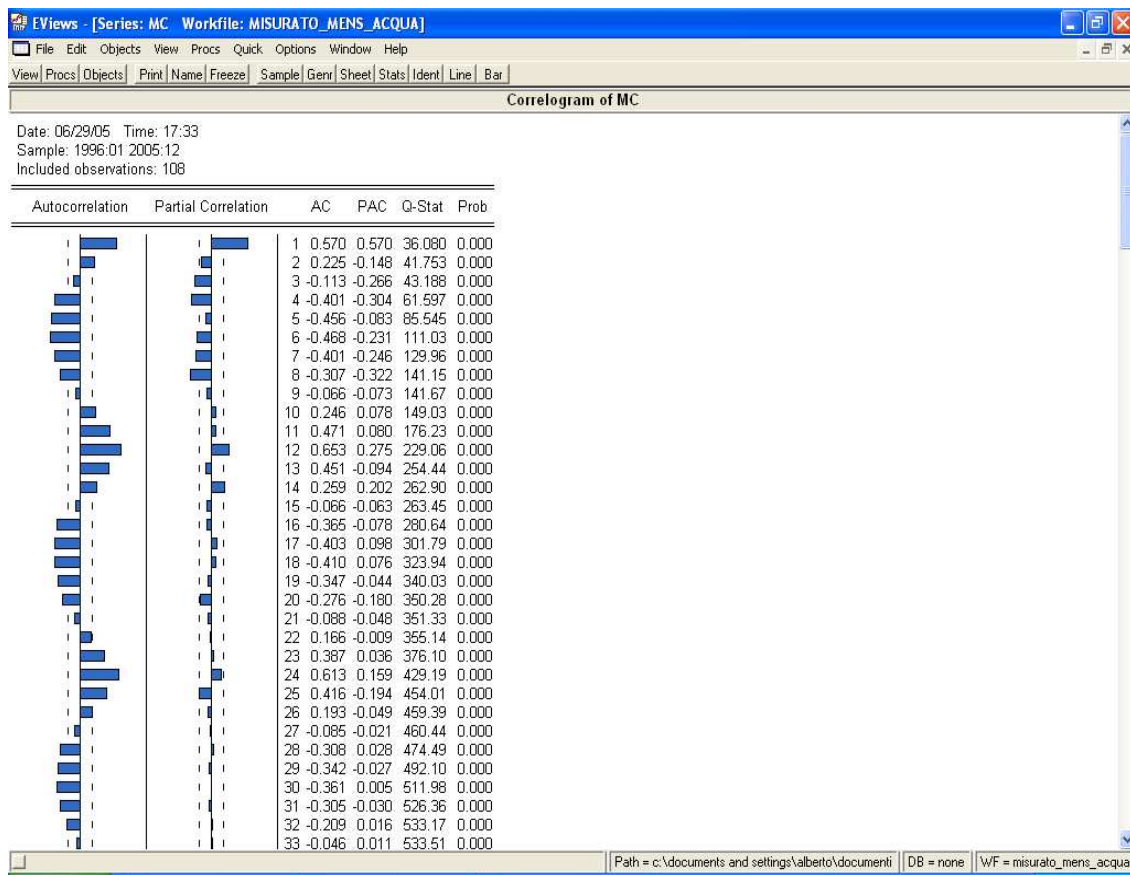 EViews - [Series: MC Workfile: MISURATO_MENS_ACQUA]
File Edit Objects View Procs Quick Options Window Help
View Procs Objects Print Name Freeze Sample Genr Sheet Stats Ident Line Bar
Correlogram of MC
Date: 06/29/05 Time: 17:33
Sample: 1996:01 2005:12
Included observations: 108
Autocorrelation Partial Correlation AC PAC Q-Stat Prob
1 0.570 0.570 36.080 0.000
2 0.225 -0.148 41.753 0.000
3 -0.113 -0.266 43.188 0.000
4 -0.401 -0.304 61.597 0.000
5 -0.456 -0.083 85.545 0.000
6 -0.468 -0.231 111.03 0.000
7 -0.401 -0.246 129.96 0.000
8 -0.307 -0.322 141.15 0.000
9 -0.066 -0.073 141.67 0.000
10 0.246 0.078 149.03 0.000
11 0.471 0.080 176.23 0.000
12 0.653 0.275 229.06 0.000
13 0.451 -0.094 254.44 0.000
14 0.259 0.202 262.90 0.000
15 -0.066 -0.063 263.45 0.000
16 -0.365 -0.078 280.64 0.000
17 -0.403 0.098 301.79 0.000
18 -0.410 0.076 323.94 0.000
19 -0.347 -0.044 340.03 0.000
20 -0.276 -0.180 350.28 0.000
21 -0.088 -0.048 351.33 0.000
22 0.166 -0.009 355.14 0.000
23 0.387 0.036 376.10 0.000
24 0.613 0.159 429.19 0.000
25 0.416 -0.194 454.01 0.000
26 0.193 -0.049 459.39 0.000
27 -0.085 -0.021 460.44 0.000
28 -0.308 0.028 474.49 0.000
29 -0.342 -0.027 492.10 0.000
30 -0.361 0.005 511.98 0.000
31 -0.305 -0.030 526.36 0.000
32 -0.209 0.016 533.17 0.000
33 -0.046 0.011 533.51 0.000
Path = c:\documents and settings\alberto\documenti DB = none WF = misurato_mens_acqua